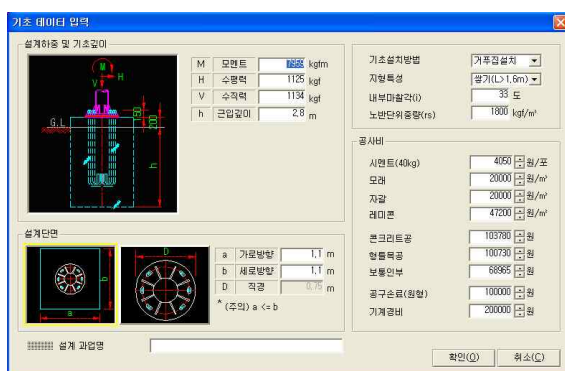 기초 데이터 입력
설계하중 및 기초깊이
M
H
V
150
200
G.L
h
M 모멘트 7959 kgfm
H 수평력 1125 kgf
V 수직력 1134 kgf
h 근입깊이 2,8 m
기초설치방법 거푸집설치
지형특성 쌓기(L>1,6m)
내부마찰각(i) 33 도
노반단위중량(rs) 1800 kgf/m³
공사비
시멘트(40kg) 4050 원/포
모래 20000 원/m³
자갈 20000 원/m³
레미콘 47200 원/m³
콘크리트공 103780 원
형틀목공 100730 원
보통인부 68965 원
공구손료(원형) 100000 원
기계경비 200000 원
설계단면
a
b
D
a 가로방향 1,1 m
b 세로방향 1,1 m
D 직경 0,75 m
* (주의) a <= b
설계 과업명
확인(O) 취소(C)